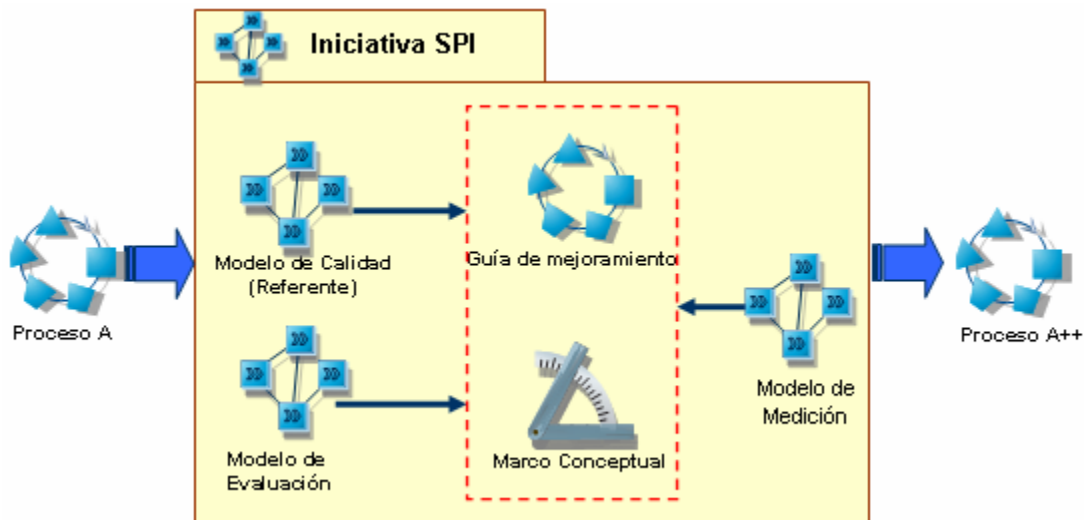 Iniciativa SPI
Modelo de Calidad
(Referente)
Guía de mejoramiento
Proceso A
Proceso A++
Modelo de
Medición
Modelo de
Evaluación
Marco Conceptual